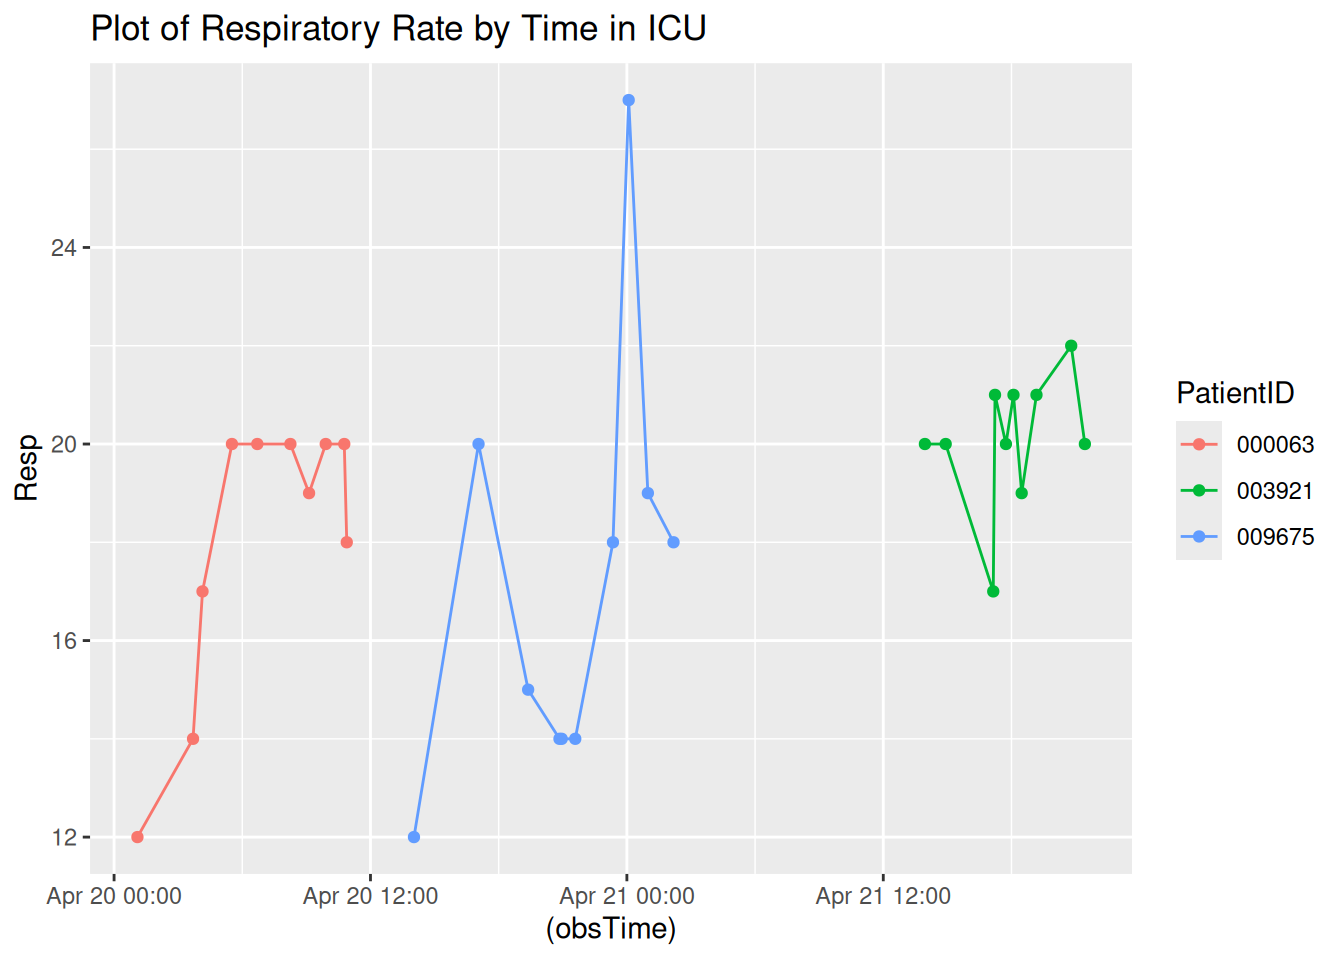 Plot of Respiratory Rate by Time in ICU
24
20
16
12
Resp
Apr 20 00:00
Apr 20 12:00
Apr 21 00:00
Apr 21 12:00
(obsTime)
PatientID
000063
003921
009675